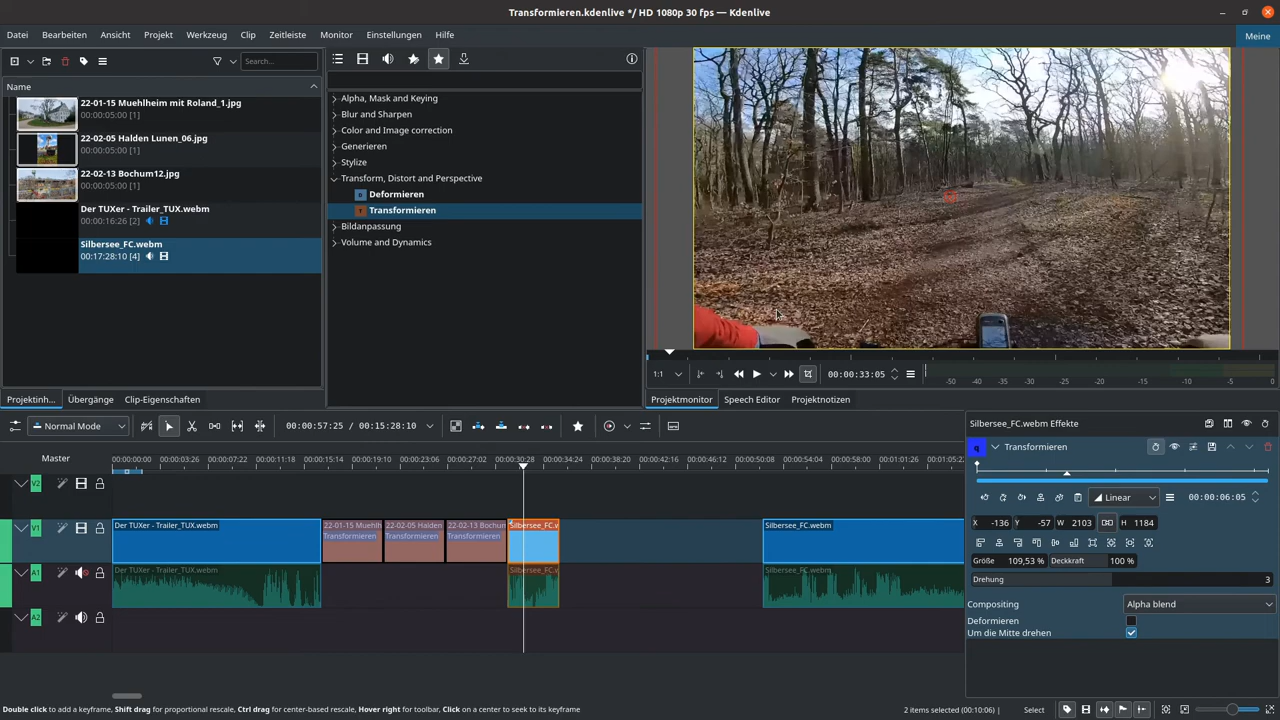 Transformieren.kdenlive */ HD 1080p 30 fps — Kdenlive
Datei Bearbeiten Ansicht Projekt Werkzeug Clip Zeitleiste Monitor Einstellungen Hilfe Meine
Search...
Name
22-01-15 Muehlheim mit Roland_1.jpg
00:00:05:00 [1]
22-02-05 Halden Lunen_06.jpg
00:00:05:00 [1]
22-02-13 Bochum12.jpg
00:00:05:00 [1]
Der TUXer - Trailer_TUX.webm
00:00:16:26 [2]
Silbersee_FC.webm
00:17:28:10 [4]
Alpha, Mask and Keying
Blur and Sharpen
Color and Image correction
Generieren
Stylize
Transform, Distort and Perspective
Deformieren
Transformieren
Bildanpassung
Volume and Dynamics
1:1 00:00:33:05 -50 -40 -30 -20 -10 0
Projektinh... Übergänge Clip-Eigenschaften Projektmonitor Speech Editor Projektnotizen
Normal Mode 00:00:57:25 / 00:15:28:10
Master 00:00:00:00 00:00:03:26 00:00:07:22 00:00:11:18 00:00:15:14 00:00:19:10 00:00:23:06 00:00:27:02 00:00:30:28 00:00:34:24 00:00:38:20 00:00:42:16 00:00:46:12 00:00:50:08 00:00:54:04 00:00:58:00 00:01:01:26 00:01:05:22
V2
V1 Der TUXer - Trailer_TUX.webm 22-01-15 Muehlh 22-02-05 Halden 22-02-13 Bochum Silbersee_FC.w Silbersee_FC.webm
Transformieren Transformieren Transformieren
A1 Der TUXer - Trailer_TUX.webm Silbersee_FC.w Silbersee_FC.webm
A2
Silbersee_FC.webm Effekte
Transformieren
Linear 00:00:06:05
X -136 Y -57 W 2103 H 1184
Größe 109,53 % Deckkraft 100 %
Drehung 3
Compositing Alpha blend
Deformieren
Um die Mitte drehen
Double click to add a keyframe, Shift drag for proportional rescale, Ctrl drag for center-based rescale, Hover right for toolbar, Click on a center to seek to its keyframe
2 items selected (00:10:06) Select